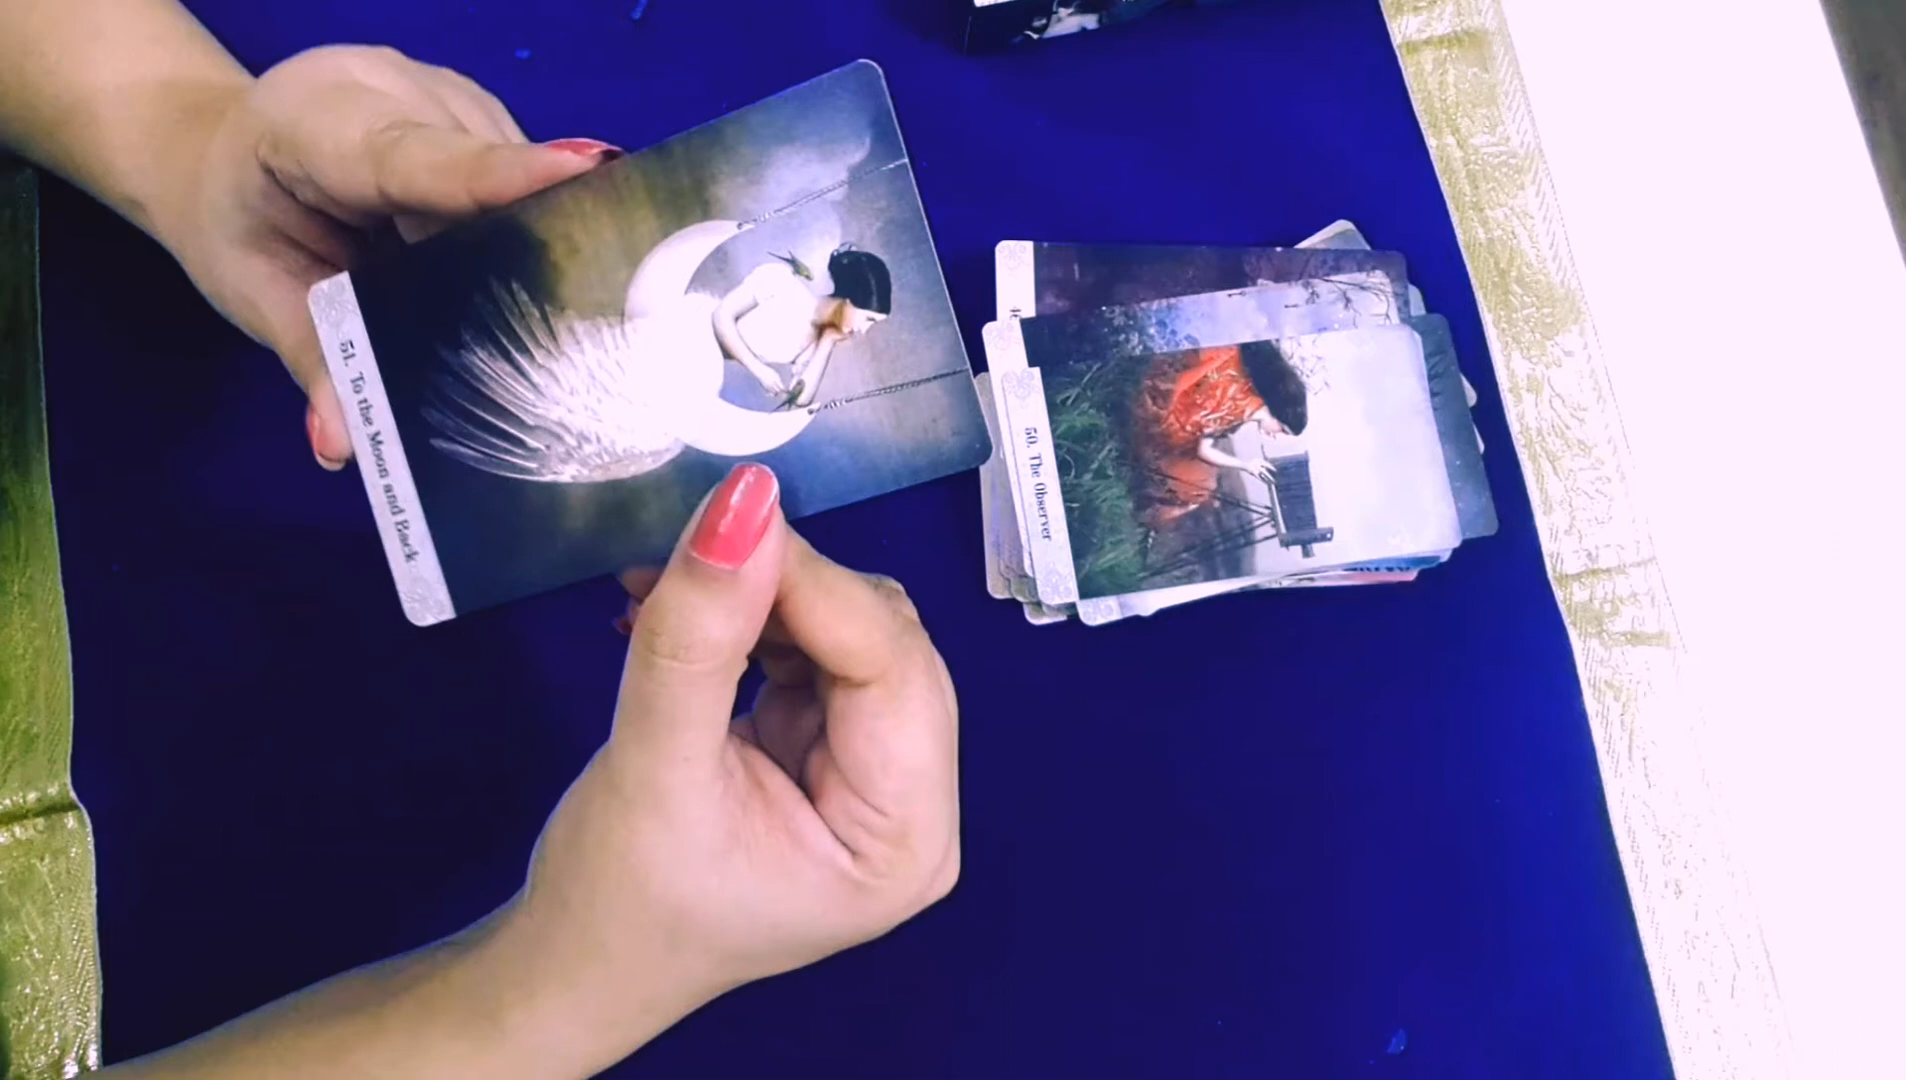 51. To the Moon and Back
50. The Observer